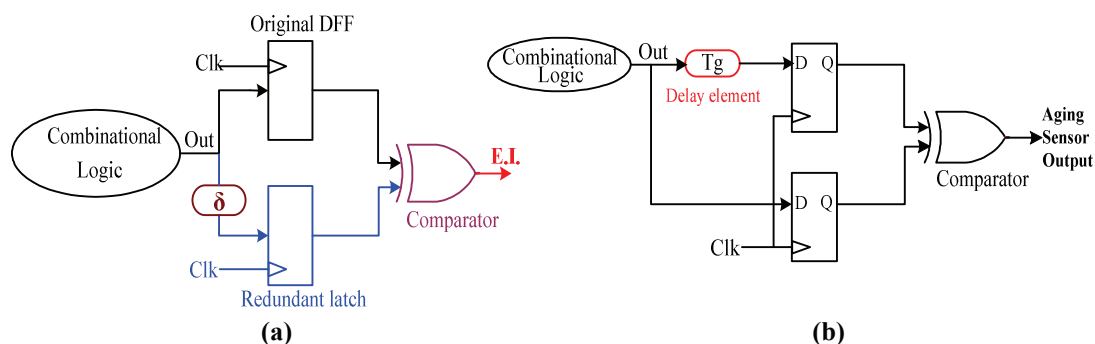 Original DFF
Clk
Combinational
Logic
Out
δ
E.I.
Comparator
Clk
Redundant latch
(a)
Combinational
Logic
Out
Tg
Delay element
D Q
Aging
Sensor
Output
Comparator
D Q
Clk
(b)